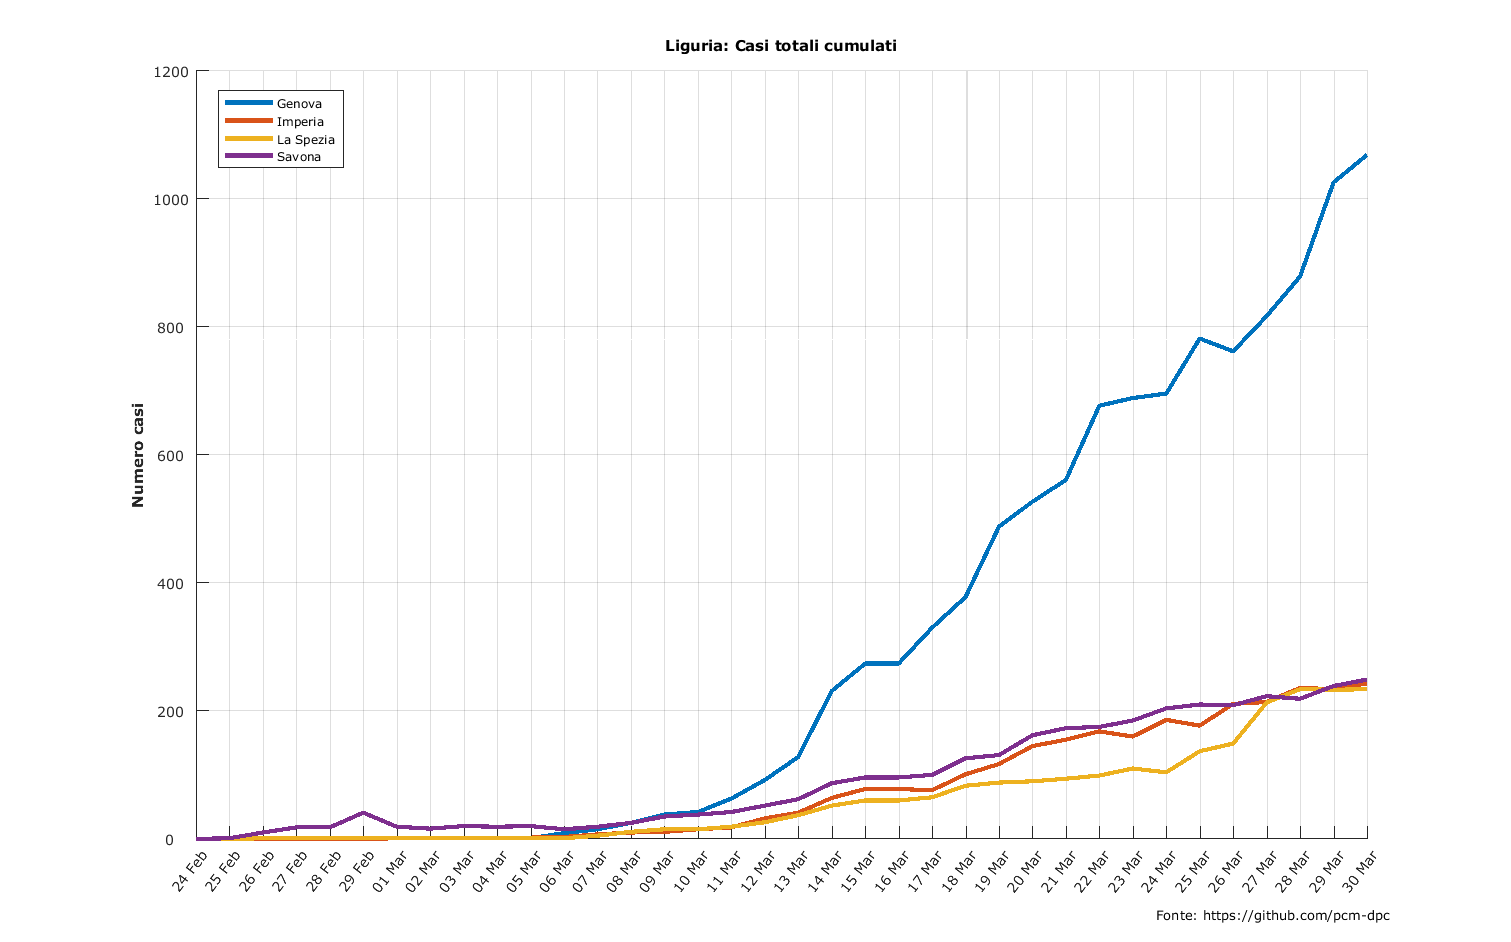 Liguria: Casi totali cumulati
1200
1000
800
600
400
200
0
Numero casi
Genova
Imperia
La Spezia
Savona
24 Feb
25 Feb
26 Feb
27 Feb
28 Feb
29 Feb
01 Mar
02 Mar
03 Mar
04 Mar
05 Mar
06 Mar
07 Mar
08 Mar
09 Mar
10 Mar
11 Mar
12 Mar
13 Mar
14 Mar
15 Mar
16 Mar
17 Mar
18 Mar
19 Mar
20 Mar
21 Mar
22 Mar
23 Mar
24 Mar
25 Mar
26 Mar
27 Mar
28 Mar
29 Mar
30 Mar
Fonte: https://github.com/pcm-dpc